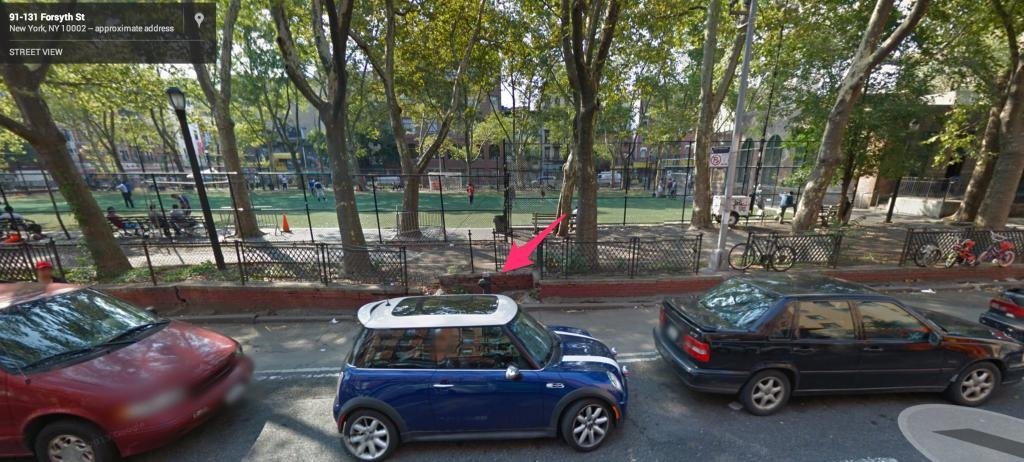 91-131 Forsyth St
New York, NY 10002 – approximate address
STREET VIEW